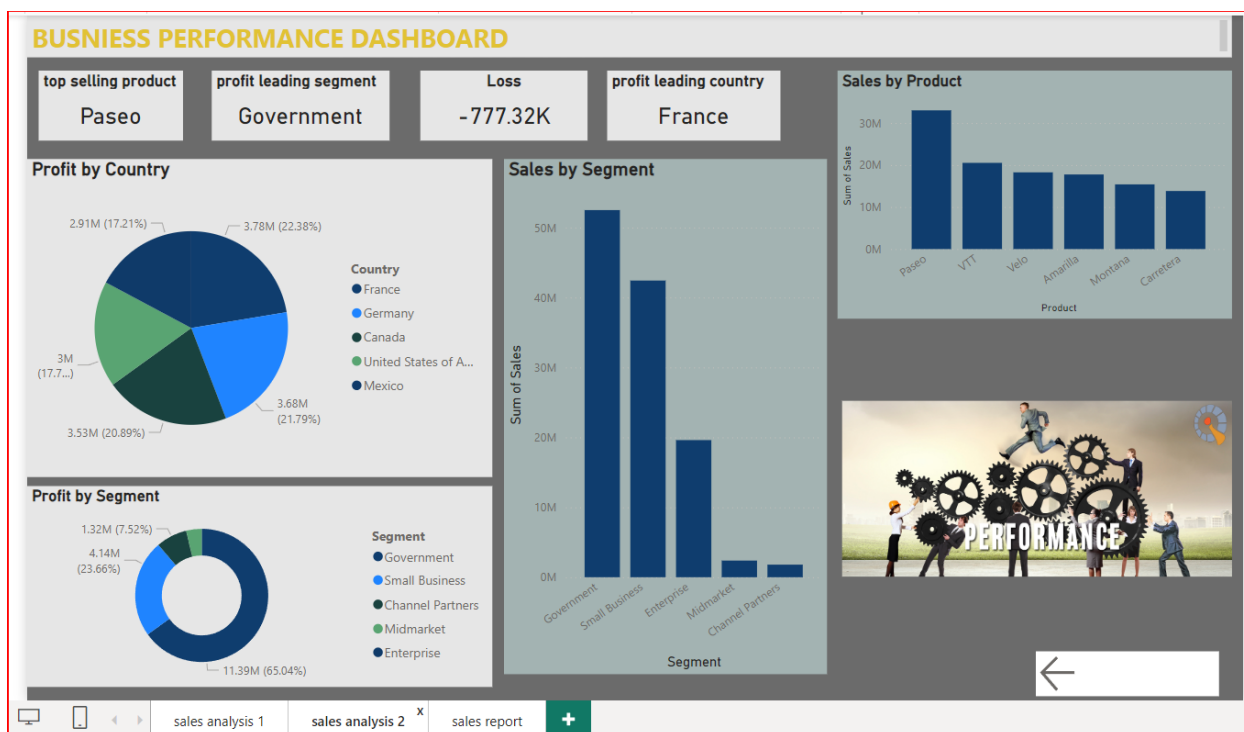 BUSNIESS PERFORMANCE DASHBOARD
top selling product
Paseo
profit leading segment
Government
Loss
-777.32K
profit leading country
France
Sales by Product
30M
20M
10M
0M
Sum of Sales
Paseo
VTT
Velo
Amarilla
Montana
Carretera
Product
Profit by Country
2.91M (17.21%)
3.78M (22.38%)
3M
(17.7...)
3.53M (20.89%)
3.68M
(21.79%)
Country
France
Germany
Canada
United States of A...
Mexico
Sales by Segment
50M
40M
30M
20M
10M
0M
Sum of Sales
Government
Small Business
Enterprise
Midmarket
Channel Partners
Segment
PERFORMANCE
Profit by Segment
1.32M (7.52%)
4.14M
(23.66%)
11.39M (65.04%)
Segment
Government
Small Business
Channel Partners
Midmarket
Enterprise
sales analysis 1
sales analysis 2
x
sales report
+